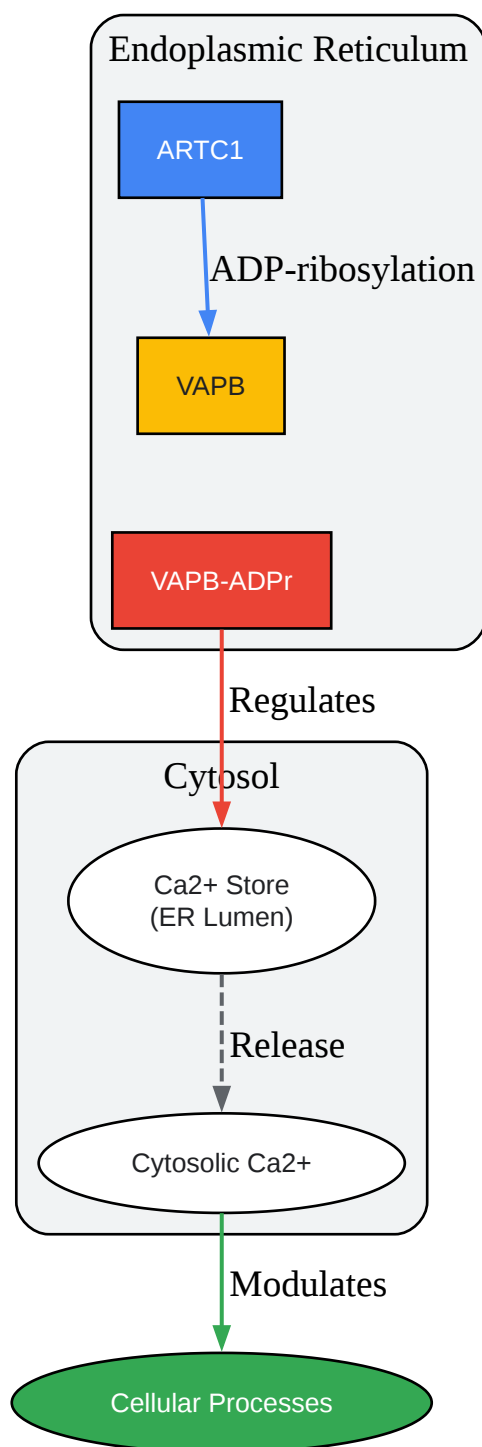 Endoplasmic Reticulum
ARTC1
ADP-ribosylation
VAPB
VAPB-ADPr
Regulates
Cytosol
Ca2+ Store
(ER Lumen)
Release
Cytosolic Ca2+
Modulates
Cellular Processes